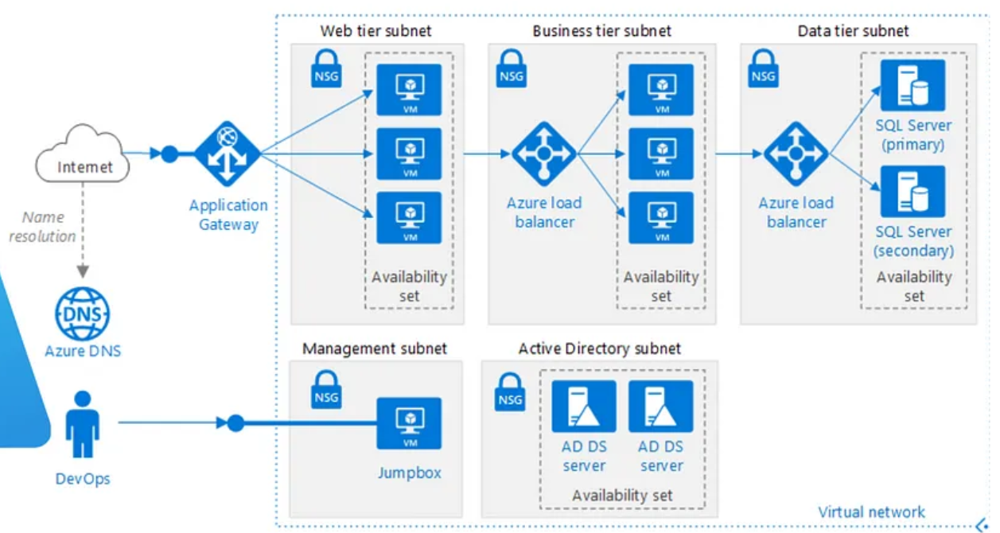 Web tier subnet
Business tier subnet
Data tier subnet
NSG
VM
VM
VM
Availability
set
NSG
Azure load
balancer
VM
VM
VM
Availability
set
NSG
Azure load
balancer
SQL Server
(primary)
SQL Server
(secondary)
Availability
set
Internet
Application
Gateway
Name
resolution
DNS
Azure DNS
DevOps
Management subnet
NSG
VM
Jumpbox
Active Directory subnet
NSG
AD DS
server
AD DS
server
Availability set
Virtual network